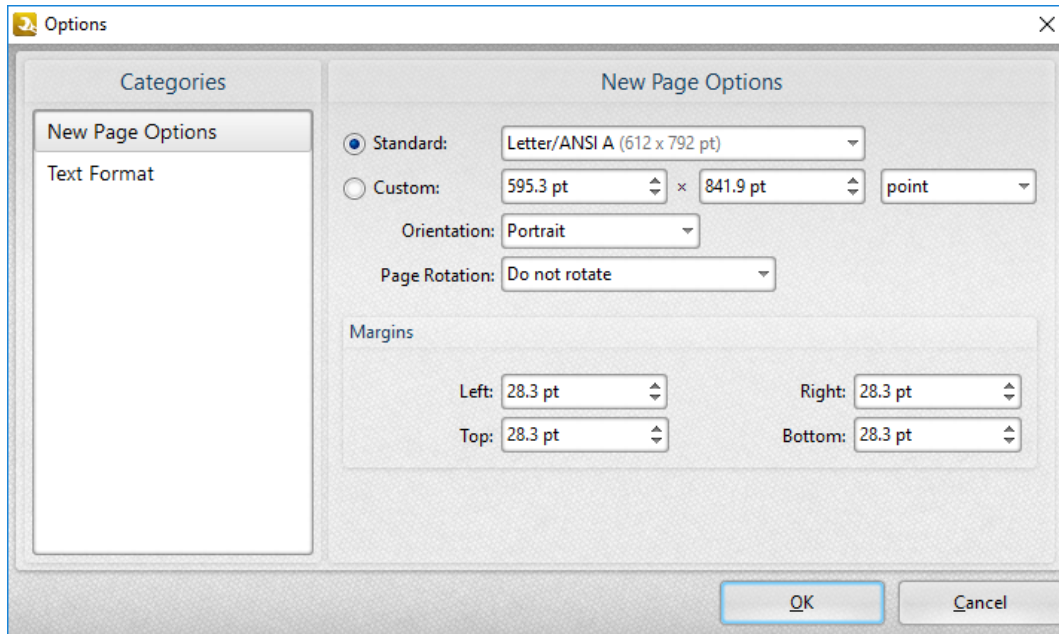 Options
Categories
New Page Options
Text Format
New Page Options
Standard: Letter/ANSI A (612 x 792 pt)
Custom: 595.3 pt × 841.9 pt point
Orientation: Portrait
Page Rotation: Do not rotate
Margins
Left: 28.3 pt Right: 28.3 pt
Top: 28.3 pt Bottom: 28.3 pt
OK Cancel